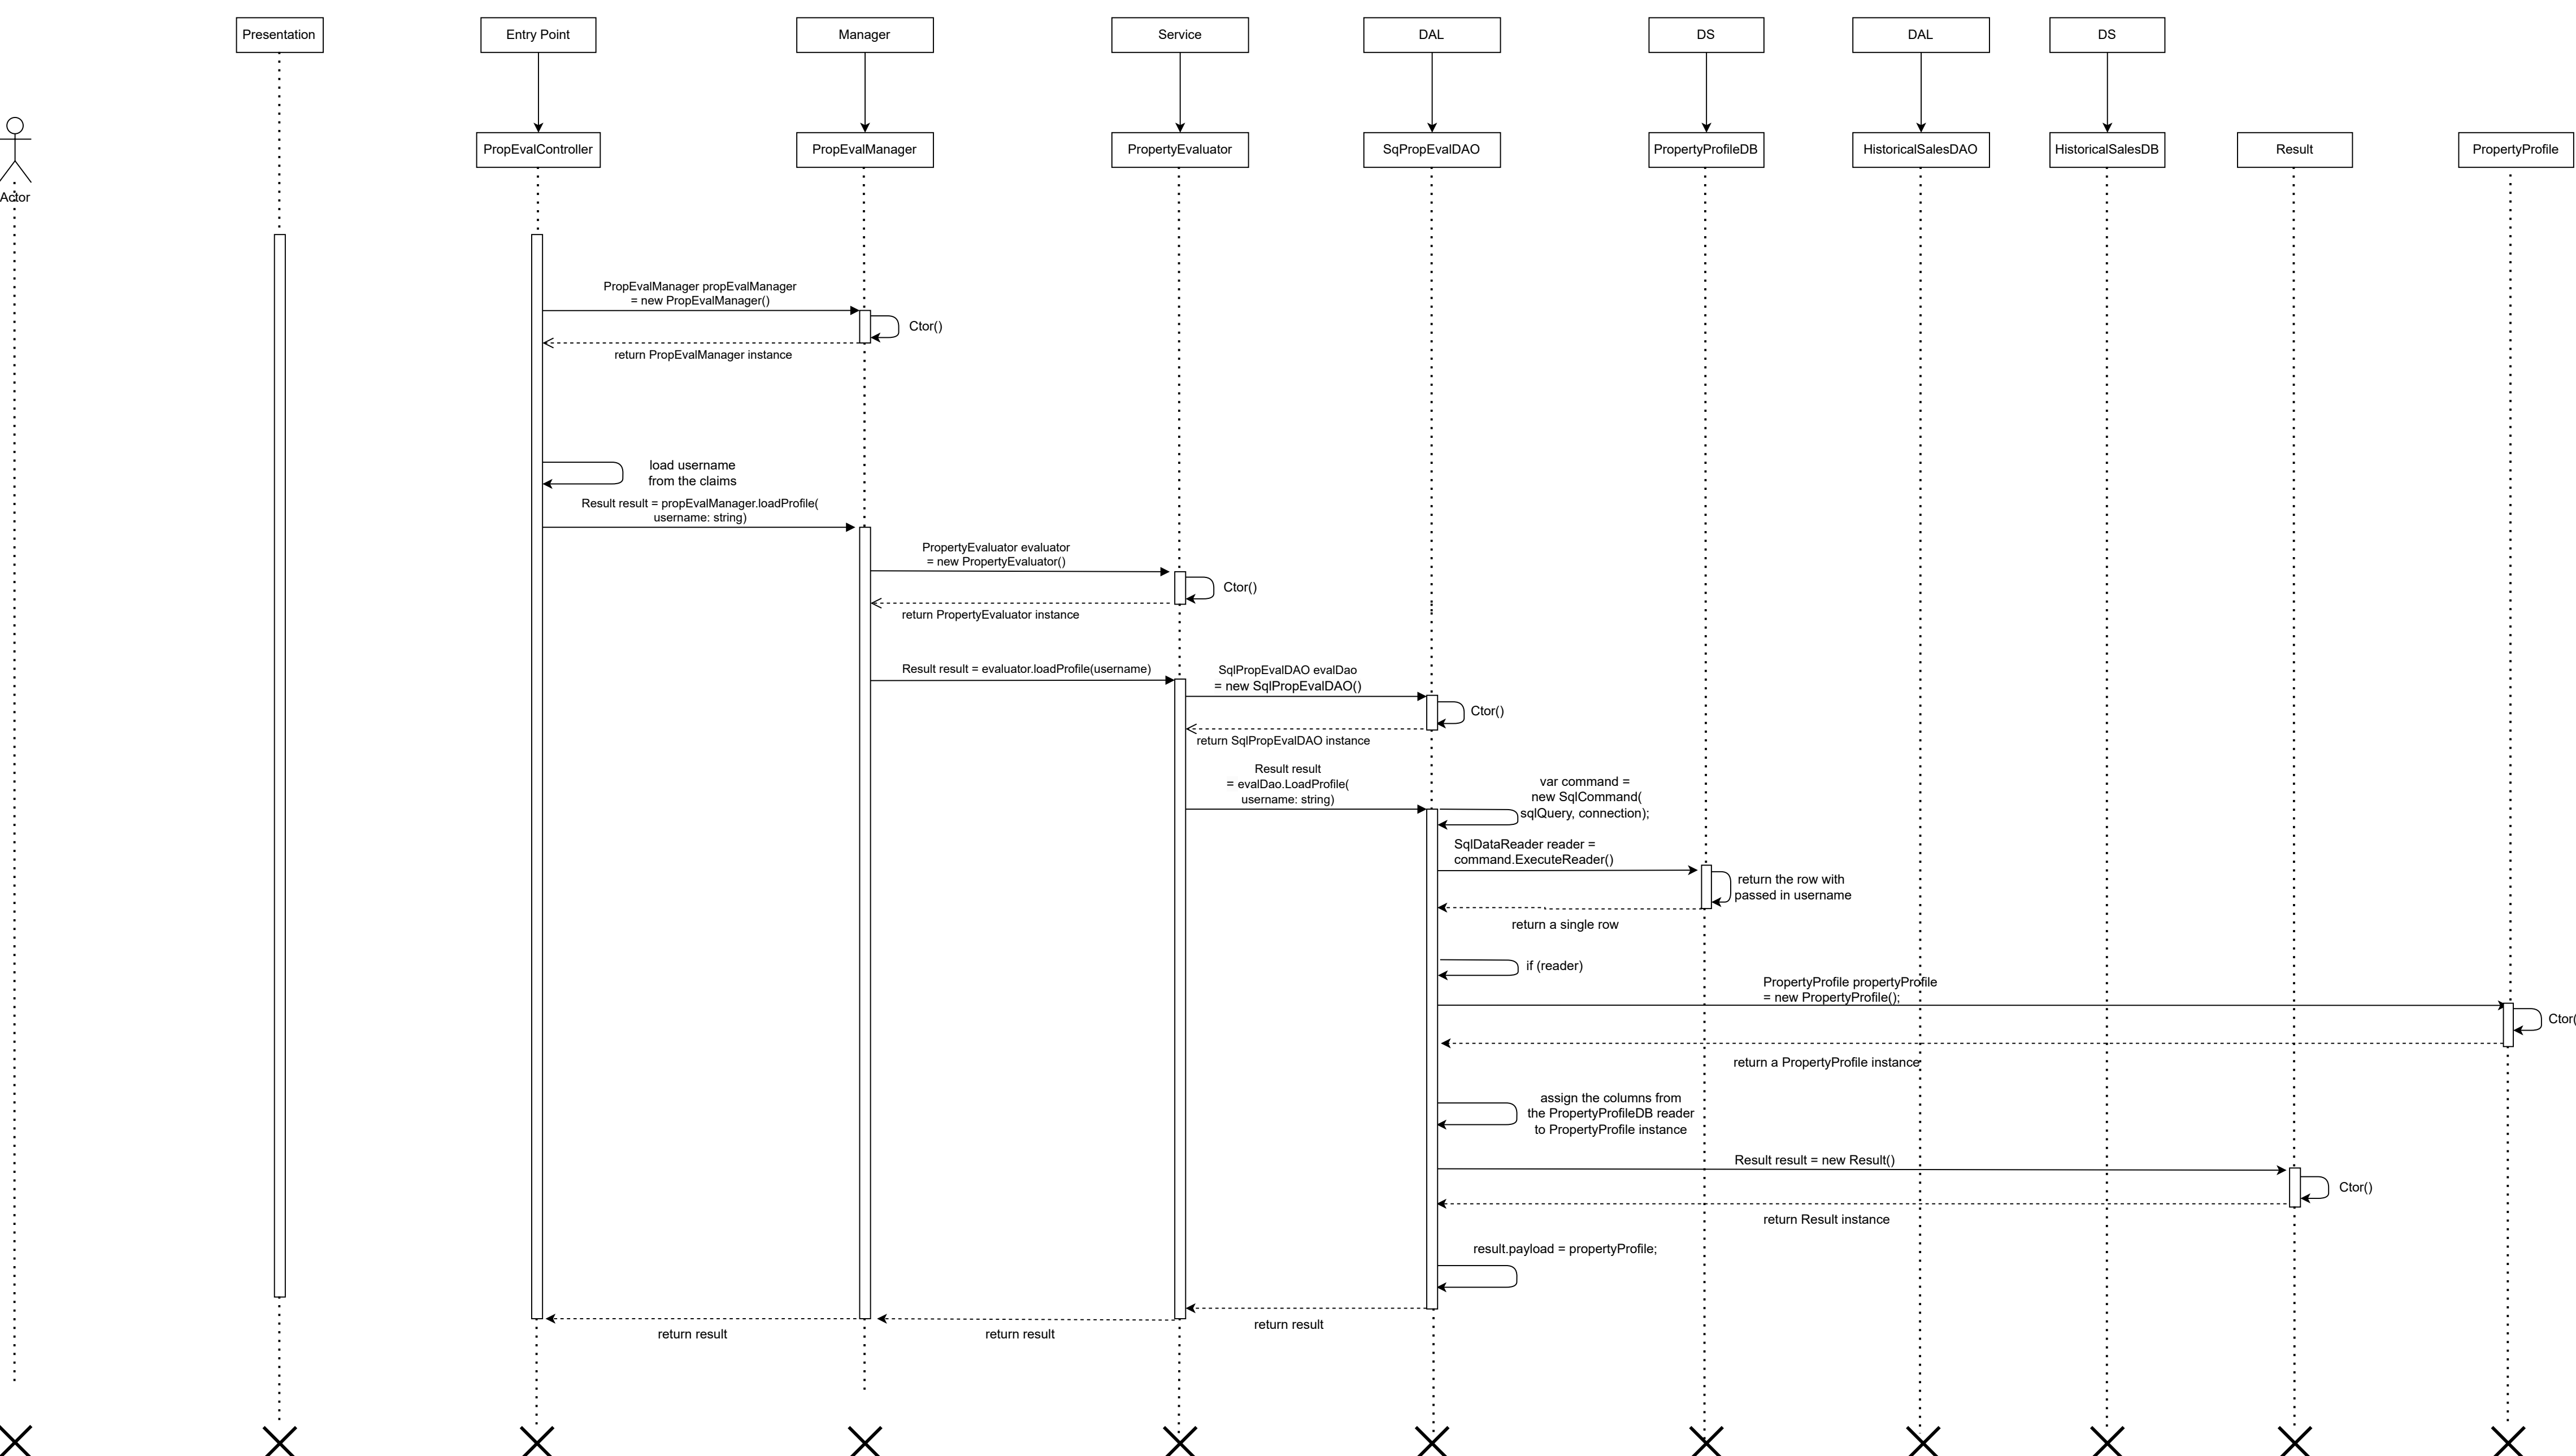 Presentation
Entry Point
Manager
Service
DAL
DS
DAL
DS
Actor
PropEvalController
PropEvalManager
PropertyEvaluator
SqPropEvalDAO
PropertyProfileDB
HistoricalSalesDAO
HistoricalSalesDB
Result
PropertyProfile
PropEvalManager propEvalManager
= new PropEvalManager()
Ctor()
return PropEvalManager instance
load username
from the claims
Result result = propEvalManager.loadProfile(
username: string)
PropertyEvaluator evaluator
= new PropertyEvaluator()
Ctor()
return PropertyEvaluator instance
Result result = evaluator.loadProfile(username)
SqlPropEvalDAO evalDao
= new SqlPropEvalDAO()
Ctor()
return SqlPropEvalDAO instance
Result result
= evalDao.LoadProfile(
username: string)
var command =
new SqlCommand(
sqlQuery, connection);
SqlDataReader reader =
command.ExecuteReader()
return the row with
passed in username
return a single row
if (reader)
PropertyProfile propertyProfile
= new PropertyProfile();
Ctor(
return a PropertyProfile instance
assign the columns from
the PropertyProfileDB reader
to PropertyProfile instance
Result result = new Result()
Ctor()
return Result instance
result.payload = propertyProfile;
return result
return result
return result